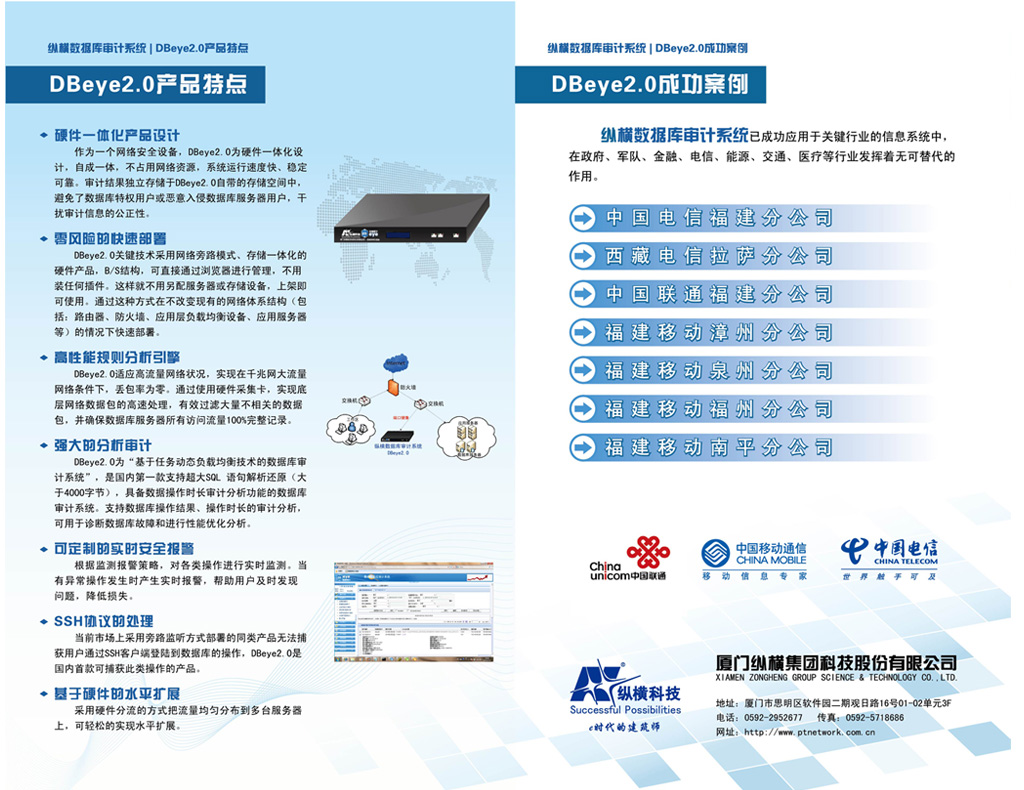 纵横数据库审计系统 | DBeye2.0产品特点
DBeye2.0产品特点
硬件一体化产品设计
作为一个网络安全设备，DBeye2.0为硬件一体化设
计，自成一体，不占用网络资源，系统运行速度快、稳定
可靠。审计结果独立存储于DBeye2.0自带的存储空间中，
避免了数据库特权用户或恶意入侵数据库服务器用户，干
扰审计信息的公正性。
零风险的快速部署
DBeye2.0关键技术采用网络旁路模式、存储一体化的
硬件产品，B/S结构，可直接通过浏览器进行管理，不用
装任何插件。这样就不用另配服务器或存储设备，上架即
可使用。通过这种方式在不改变现有的网络体系结构（包
括：路由器、防火墙、应用层负载均衡设备、应用服务器
等）的情况下快速部署。
高性能规则分析引擎
DBeye2.0适应高流量网络状况，实现在千兆网大流量
网络条件下，丢包率为零。通过使用硬件采集卡，实现底
层网络数据包的高速处理，有效过滤大量不相关的数据
包，并确保数据库服务器所有访问流量100%完整记录。
防火墙
交换机
交换机
纵横数据库审计系统
DBeye2.0
强大的分析审计
DBeye2.0为“基于任务动态负载均衡技术的数据库审
计系统”，是国内第一款支持超大SQL 语句解析还原（大
于4000字节），具备数据操作时长审计分析功能的数据库
审计系统。支持数据库操作结果、操作时长的审计分析，
可用于诊断数据库故障和进行性能优化分析。
可定制的实时安全报警
根据监测报警策略，对各类操作进行实时监测。当
有异常操作发生时产生实时报警，帮助用户及时发现
问题，降低损失。
SSH协议的处理
当前市场上采用旁路监听方式部署的同类产品无法捕
获用户通过SSH客户端登陆到数据库的操作，DBeye2.0是
国内首款可捕获此类操作的产品。
基于硬件的水平扩展
采用硬件分流的方式把流量均匀分布到多台服务器
上，可轻松的实现水平扩展。
纵横数据库审计系统 | DBeye2.0成功案例
DBeye2.0成功案例
纵横数据库审计系统已成功应用于关键行业的信息系统中，
在政府、军队、金融、电信、能源、交通、医疗等行业发挥着无可替代的
作用。
中国电信福建分公司
西藏电信拉萨分公司
中国联通福建分公司
福建移动漳州分公司
福建移动泉州分公司
福建移动福州分公司
福建移动南平分公司
China
unicom中国联通
中国移动通信
CHINA MOBILE
移动信息专家
中国电信
CHINA TELECOM
世界触手可及
纵横科技
Successful Possibilities
e时代的建筑师
厦门纵横集团科技股份有限公司
XIAMEN ZONGHENG GROUP SCIENCE & TECHNOLOGY CO.,LTD.
地址：厦门市思明区软件园二期观日路16号01-02单元3F
电话：0592-2952677 传真：0592-5718686
网址：http://www.ptnetwork.com.cn